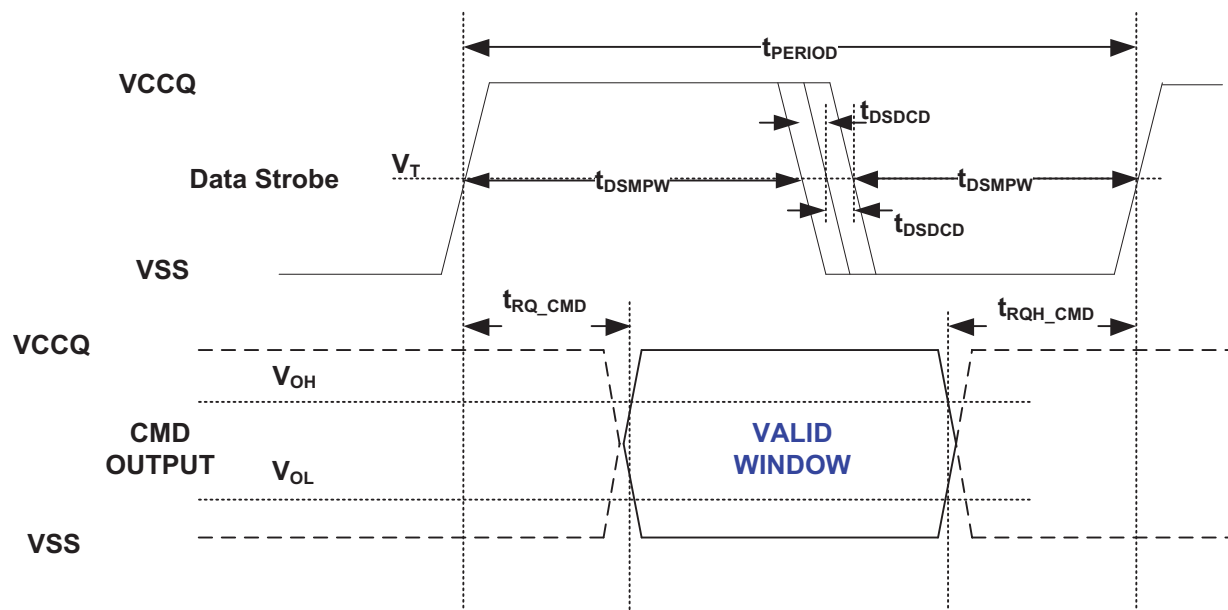 tPERIOD
VCCQ
tDSDCD
VT
Data Strobe
tDSMPW
tDSMPW
tDSDCD
VSS
tRQ_CMD
tRQH_CMD
VCCQ
VOH
CMD
OUTPUT
VALID
WINDOW
VOL
VSS